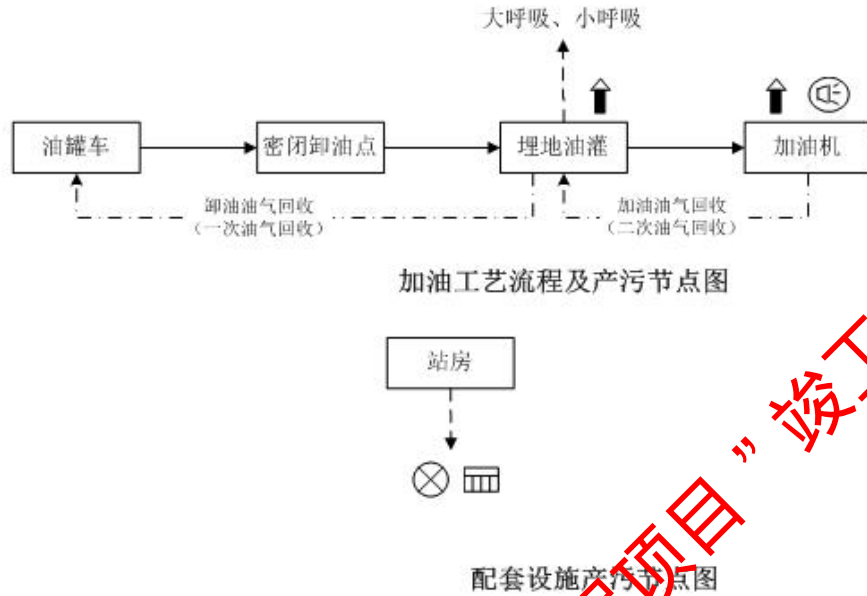 大呼吸、小呼吸
油罐车
密闭卸油点
埋地油灌
加油机
卸油油气回收
（一次油气回收）
加油油气回收
（二次油气回收）
加油工艺流程及产污节点图
站房
配套设施产污节点图
项目”竣工